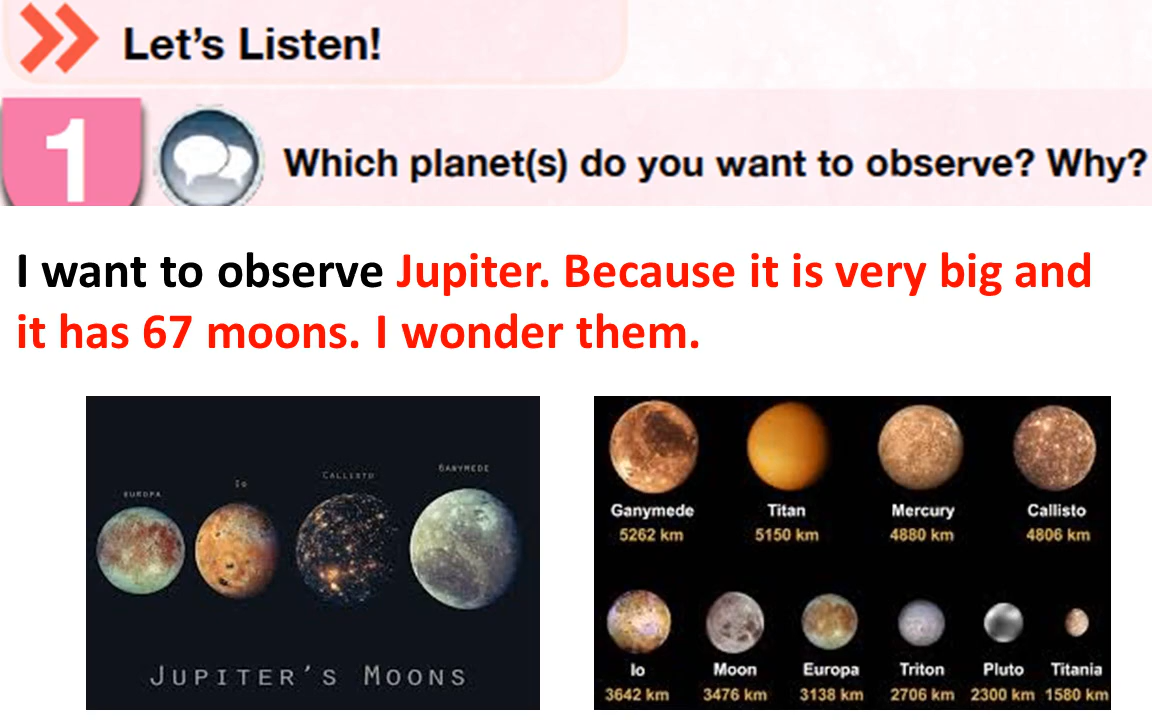 Let's Listen!
1
Which planet(s) do you want to observe? Why?
I want to observe Jupiter. Because it is very big and
it has 67 moons. I wonder them.
EUROPA
Io
CALLISTO
GANYMEDE
JUPITER'S MOONS
Ganymede Titan Mercury Callisto
5262 km 5150 km 4880 km 4806 km
Io Moon Europa Triton Pluto Titania
3642 km 3476 km 3138 km 2706 km 2300 km 1580 km